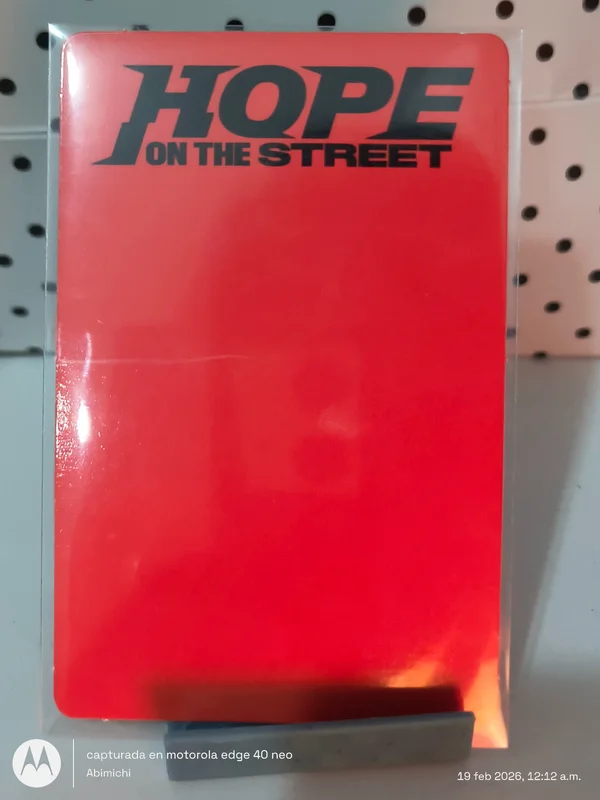 HOPE
ON THE STREET
capturada en motorola edge 40 neo
Abimichi
19 feb 2026, 12:12 a.m.